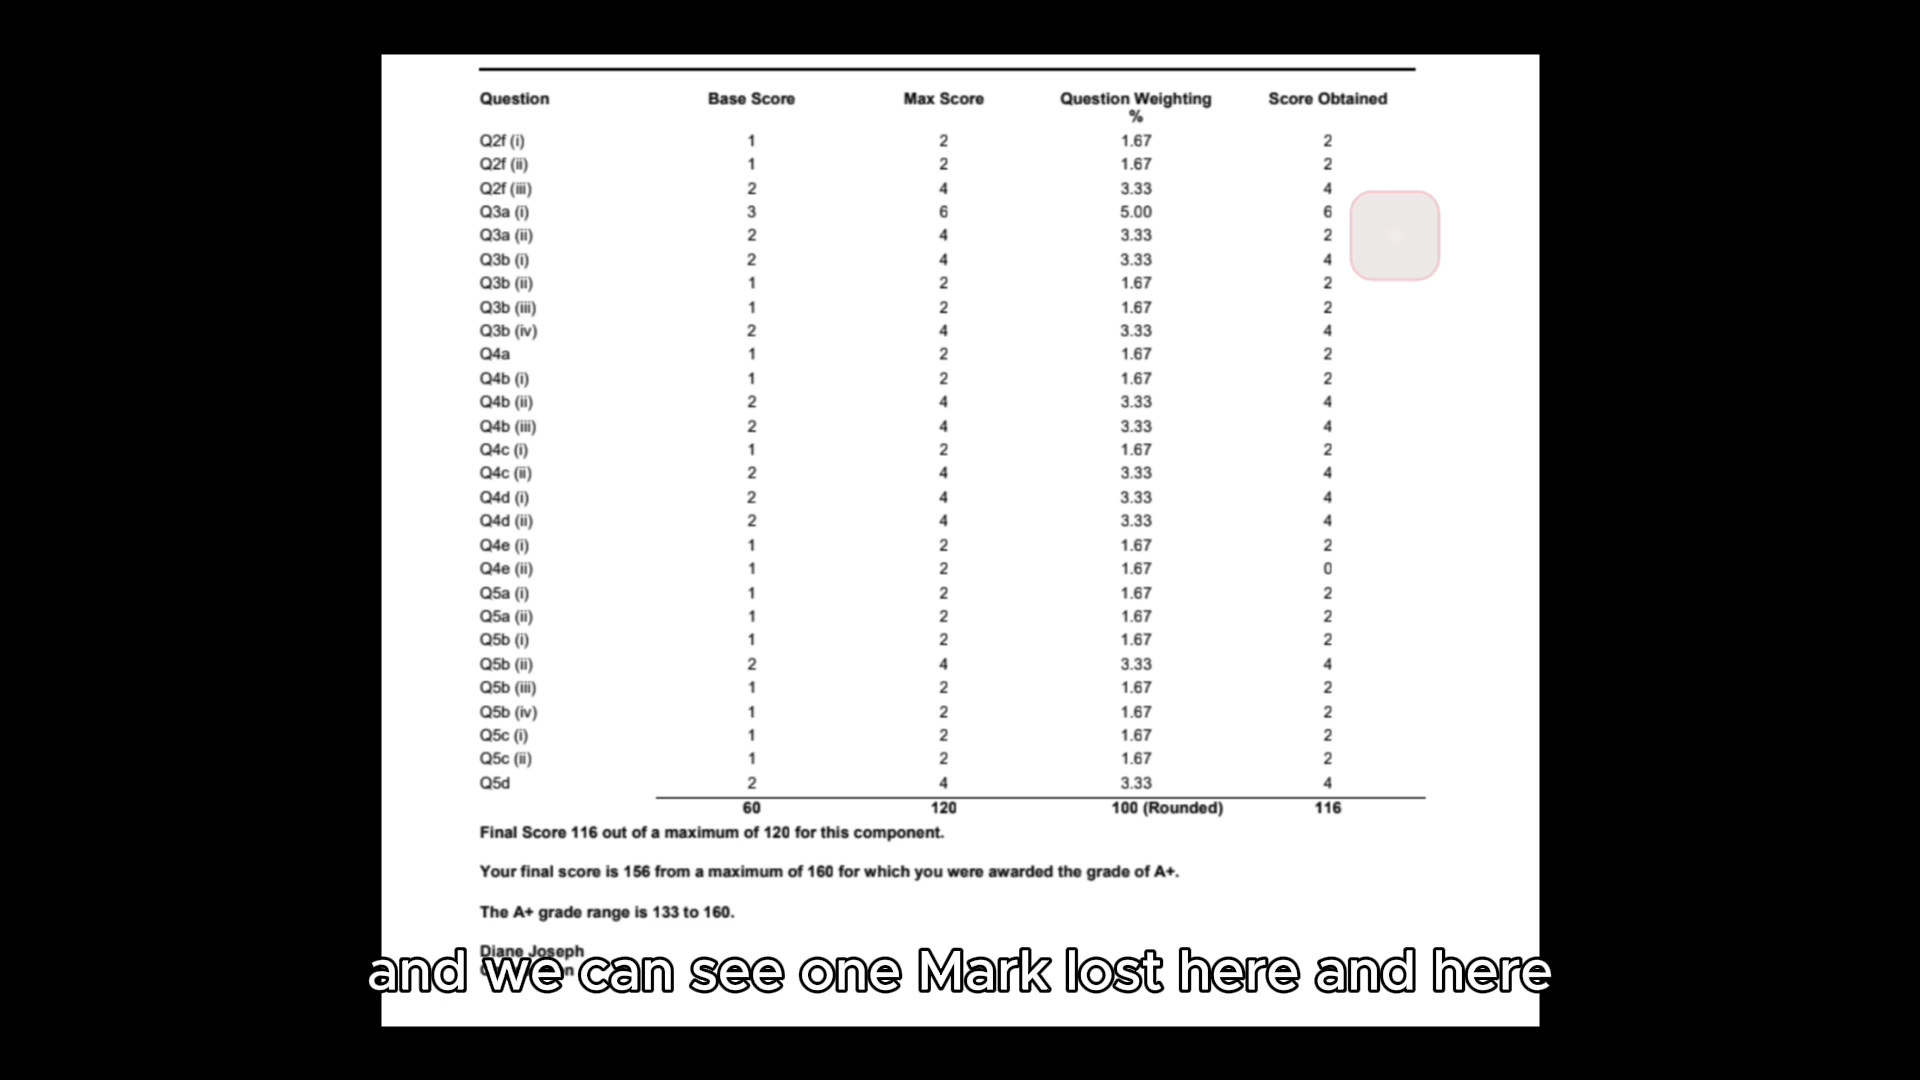 Question Base Score Max Score Question Weighting Score Obtained
%
Q2f (i) 1 2 1.67 2
Q2f (ii) 1 2 1.67 2
Q2f (iii) 2 4 3.33 4
Q3a (i) 3 6 5.00 6
Q3a (ii) 2 4 3.33 2
Q3b (i) 2 4 3.33 4
Q3b (ii) 1 2 1.67 2
Q3b (iii) 1 2 1.67 2
Q3b (iv) 2 4 3.33 4
Q4a 1 2 1.67 2
Q4b (i) 1 2 1.67 2
Q4b (ii) 2 4 3.33 4
Q4b (iii) 2 4 3.33 4
Q4c (i) 1 2 1.67 2
Q4c (ii) 2 4 3.33 4
Q4d (i) 2 4 3.33 4
Q4d (ii) 2 4 3.33 4
Q4e (i) 1 2 1.67 2
Q4e (ii) 1 2 1.67 0
Q5a (i) 1 2 1.67 2
Q5a (ii) 1 2 1.67 2
Q5b (i) 1 2 1.67 2
Q5b (ii) 2 4 3.33 4
Q5b (iii) 1 2 1.67 2
Q5b (iv) 1 2 1.67 2
Q5c (i) 1 2 1.67 2
Q5c (ii) 1 2 1.67 2
Q5d 2 4 3.33 4
60 120 100 (Rounded) 116
Final Score 116 out of a maximum of 120 for this component.
Your final score is 156 from a maximum of 160 for which you were awarded the grade of A+.
The A+ grade range is 133 to 160.
Diane Joseph
and we can see one Mark lost here and here